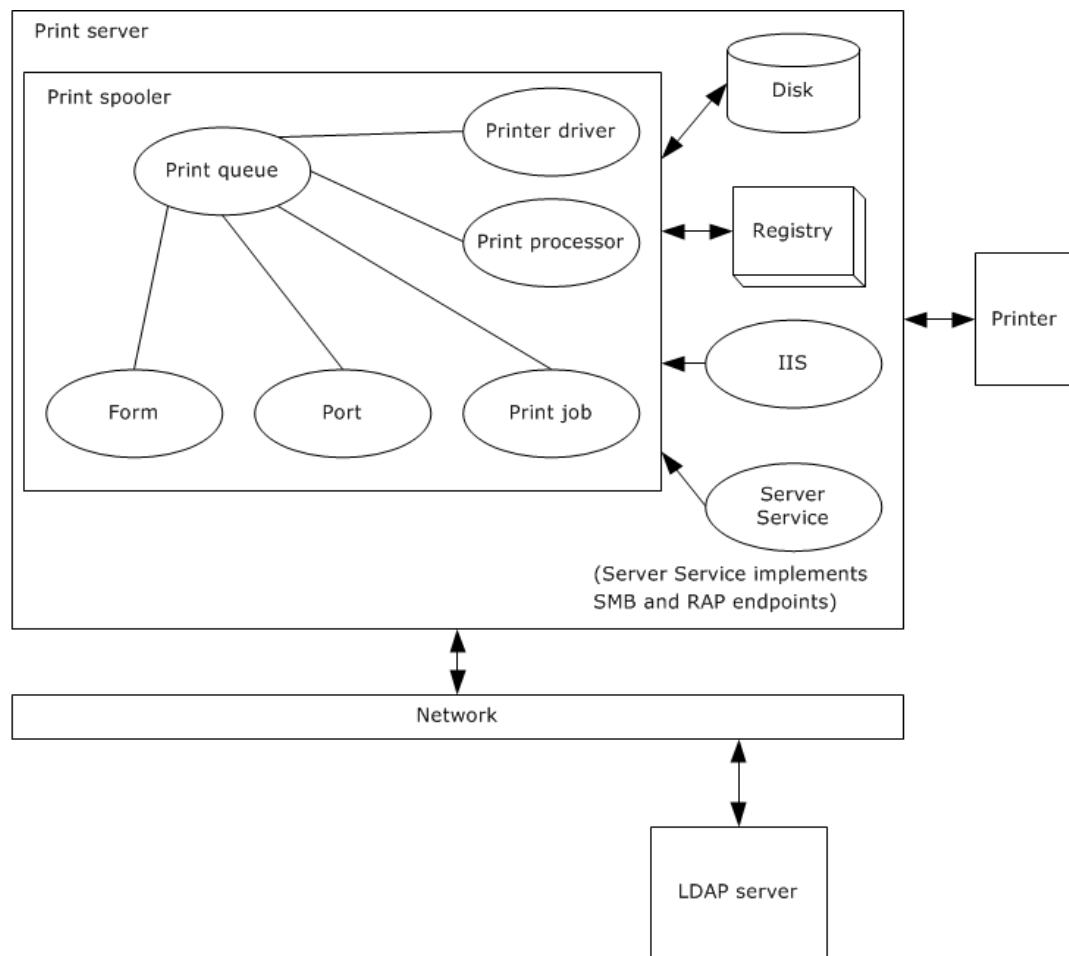 Print server
Print spooler
Disk
Printer driver
Print queue
Print processor
Registry
Printer
IIS
Form
Port
Print job
Server
Service
(Server Service implements
SMB and RAP endpoints)
Network
LDAP server